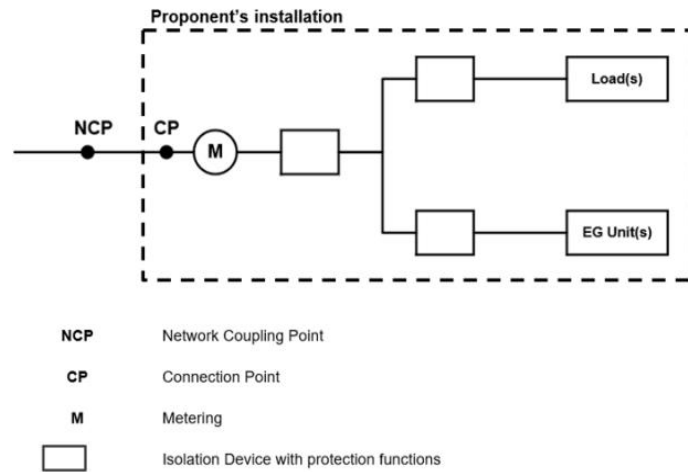 Proponent's installation
Load(s)
NCP
CP
M
EG Unit(s)
NCP Network Coupling Point
CP Connection Point
M Metering
Isolation Device with protection functions